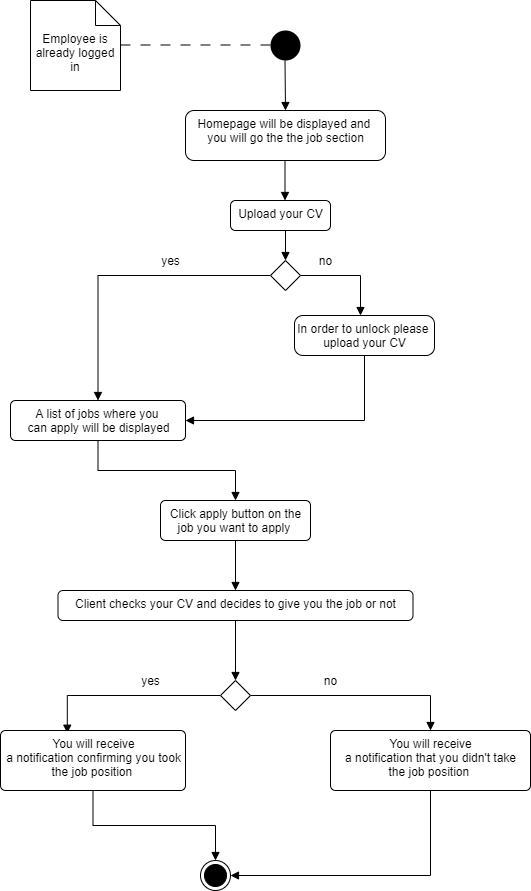 Employee is
already logged
in
Homepage will be displayed and
you will go the the job section
Upload your CV
yes
no
In order to unlock please
upload your CV
A list of jobs where you
can apply will be displayed
Click apply button on the
job you want to apply
Client checks your CV and decides to give you the job or not
yes
no
You will receive
a notification confirming you took
the job position
You will receive
a notification that you didn't take
the job position